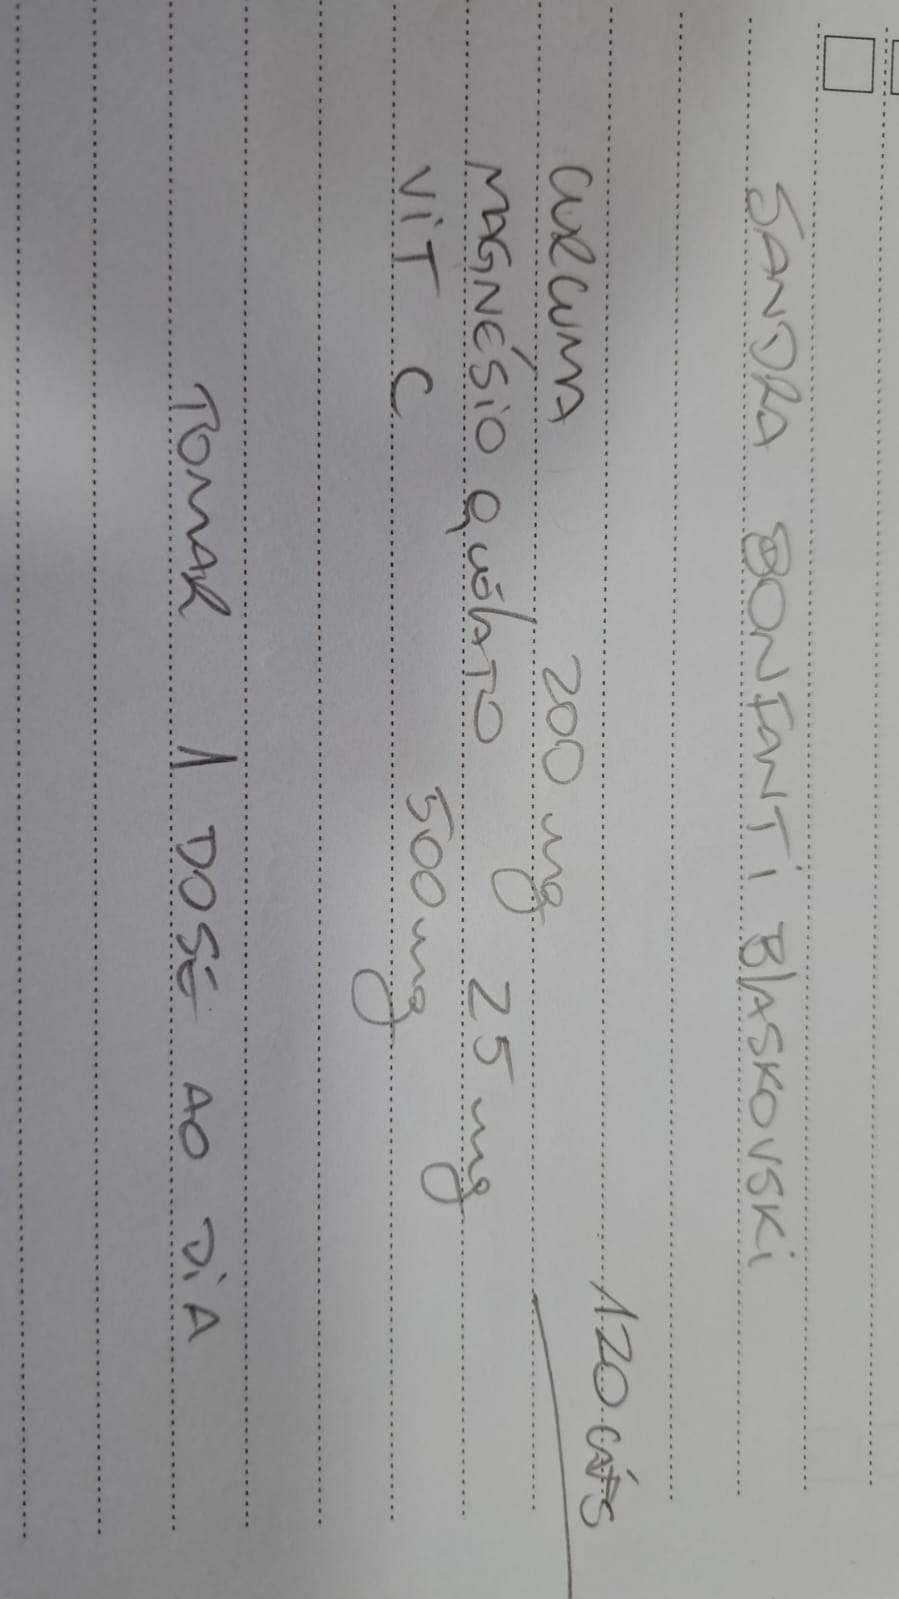 SANDRA BONFANTI BLASKOVSKI
120 CÁPS
CURCUMA 200 mg
MAGNÉSIO QUELATO 25 mg
VIT C 500 mg
TOMAR 1 DOSE AO DIA